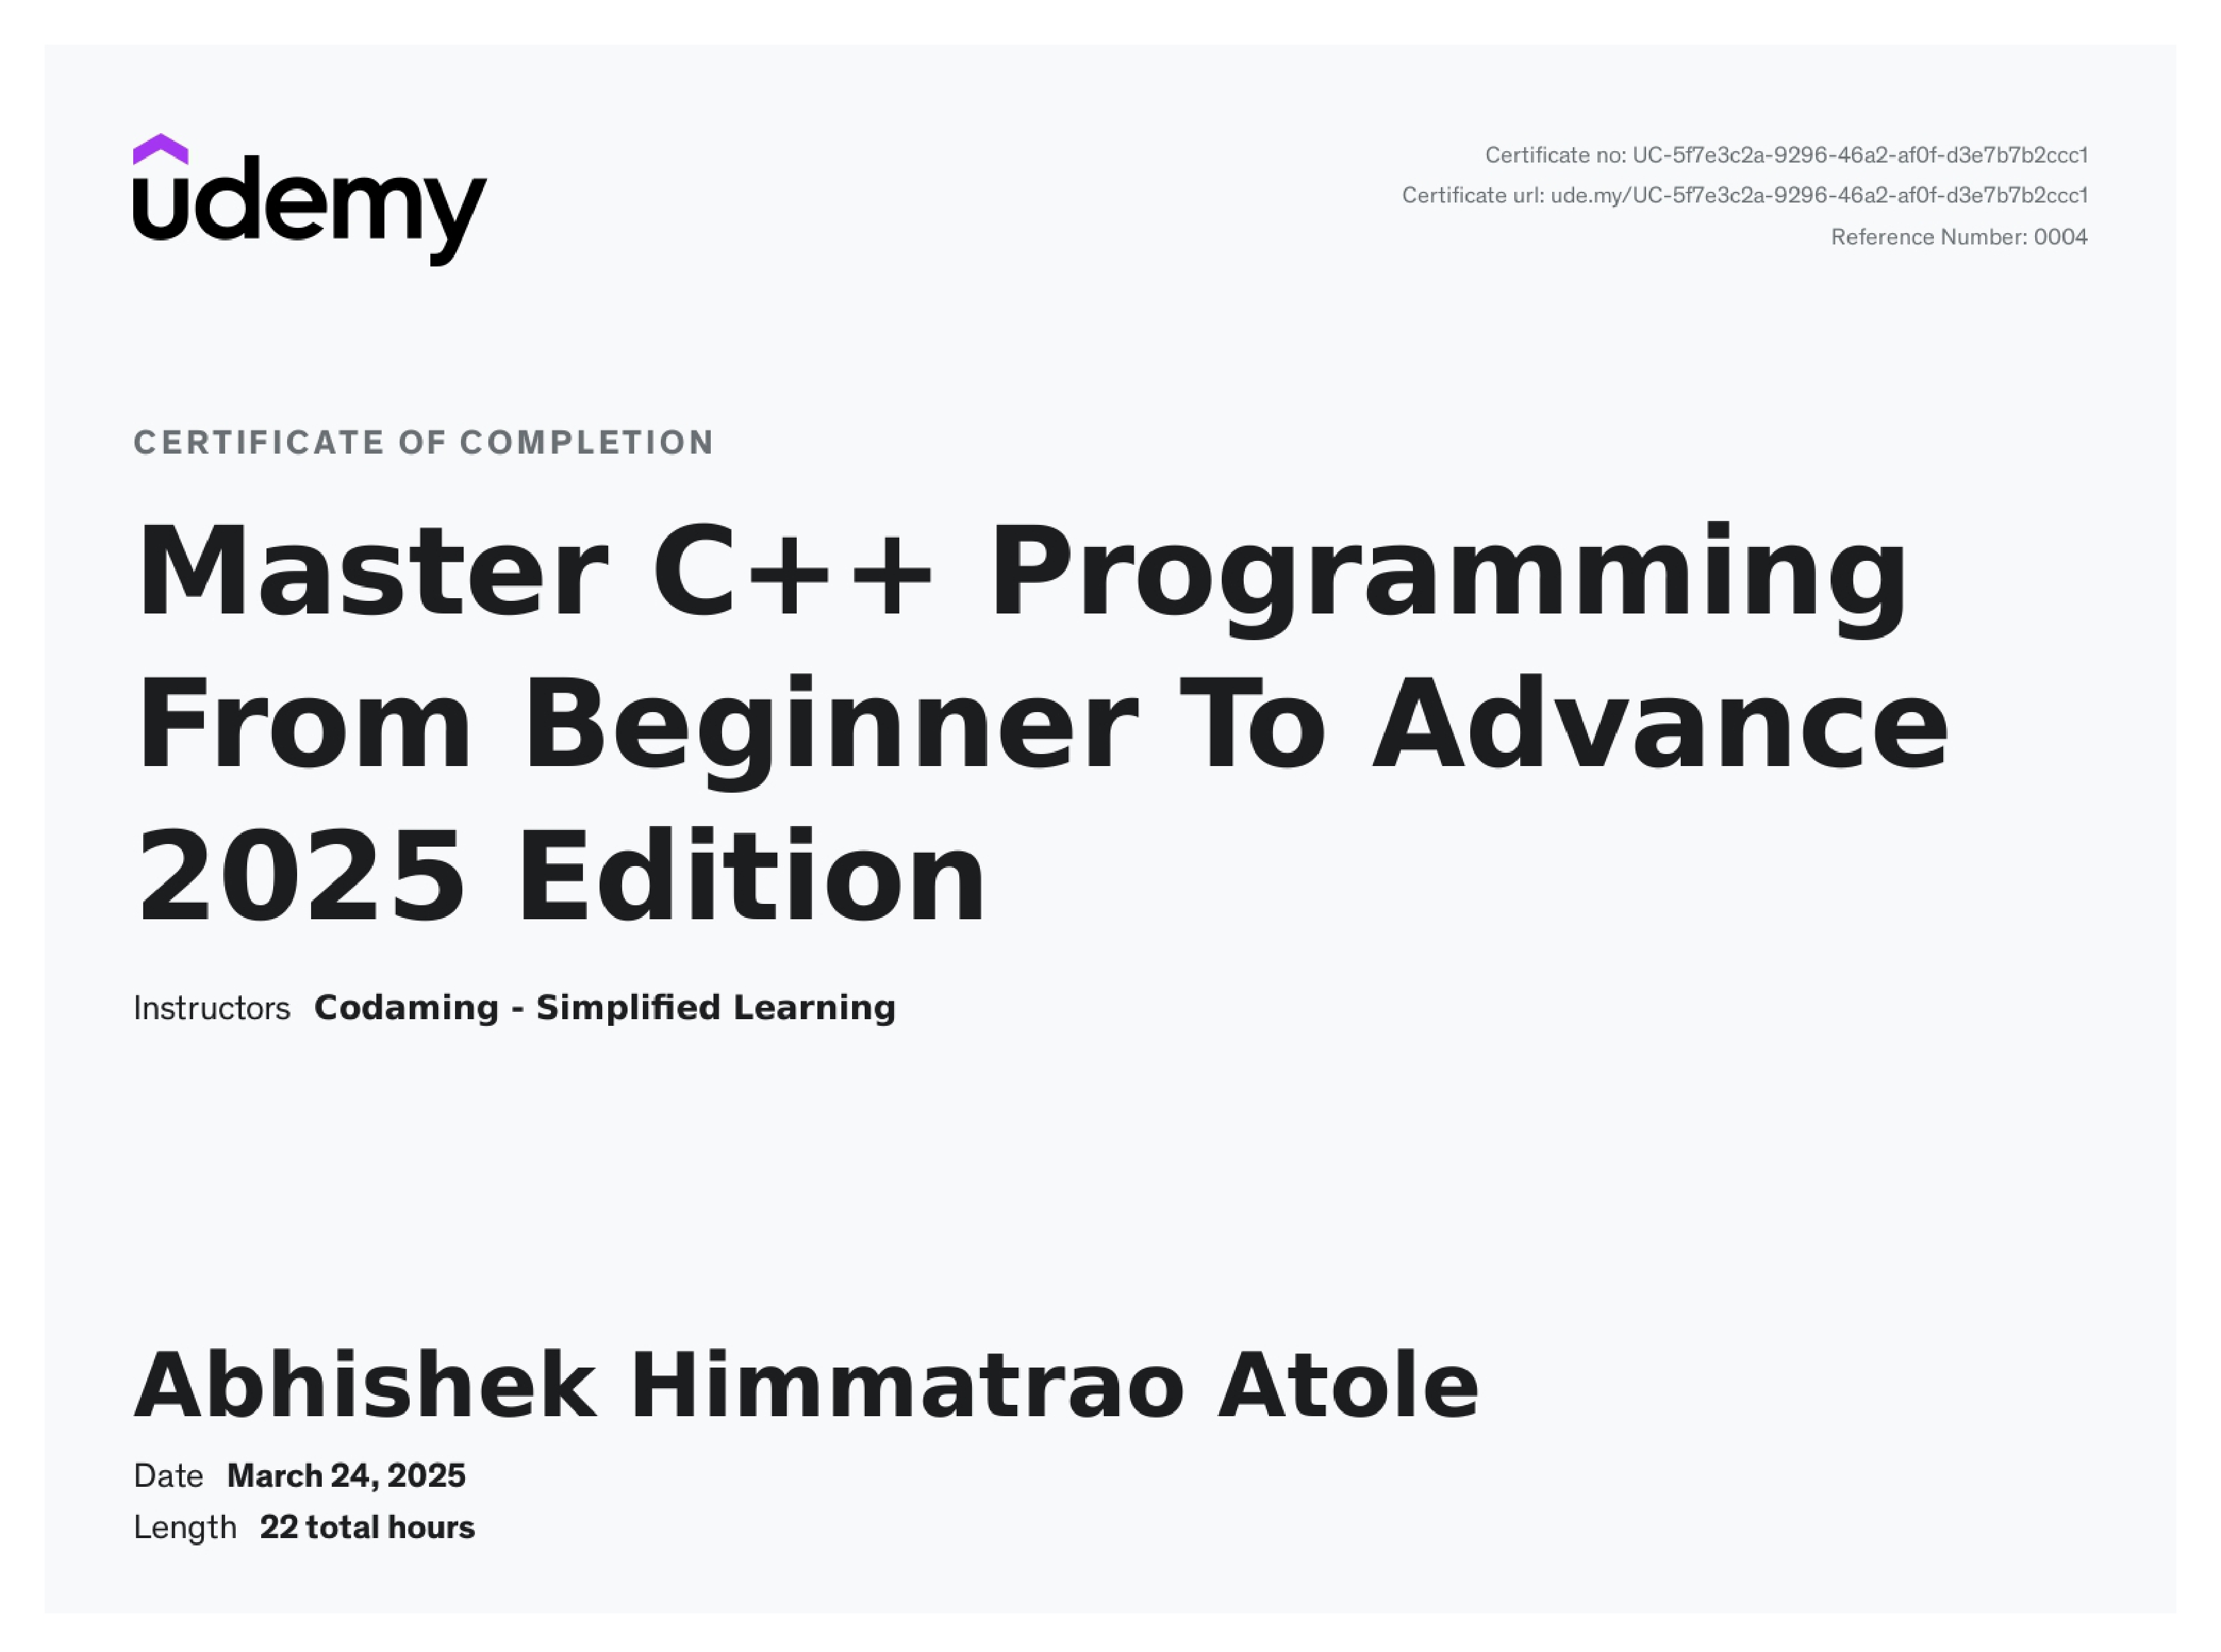 udemy
Certificate no: UC-5f7e3c2a-9296-46a2-af0f-d3e7b7b2ccc1
Certificate url: ude.my/UC-5f7e3c2a-9296-46a2-af0f-d3e7b7b2ccc1
Reference Number: 0004
CERTIFICATE OF COMPLETION
Master C++ Programming
From Beginner To Advance
2025 Edition
Instructors Codaming - Simplified Learning
Abhishek Himmatrao Atole
Date March 24, 2025
Length 22 total hours